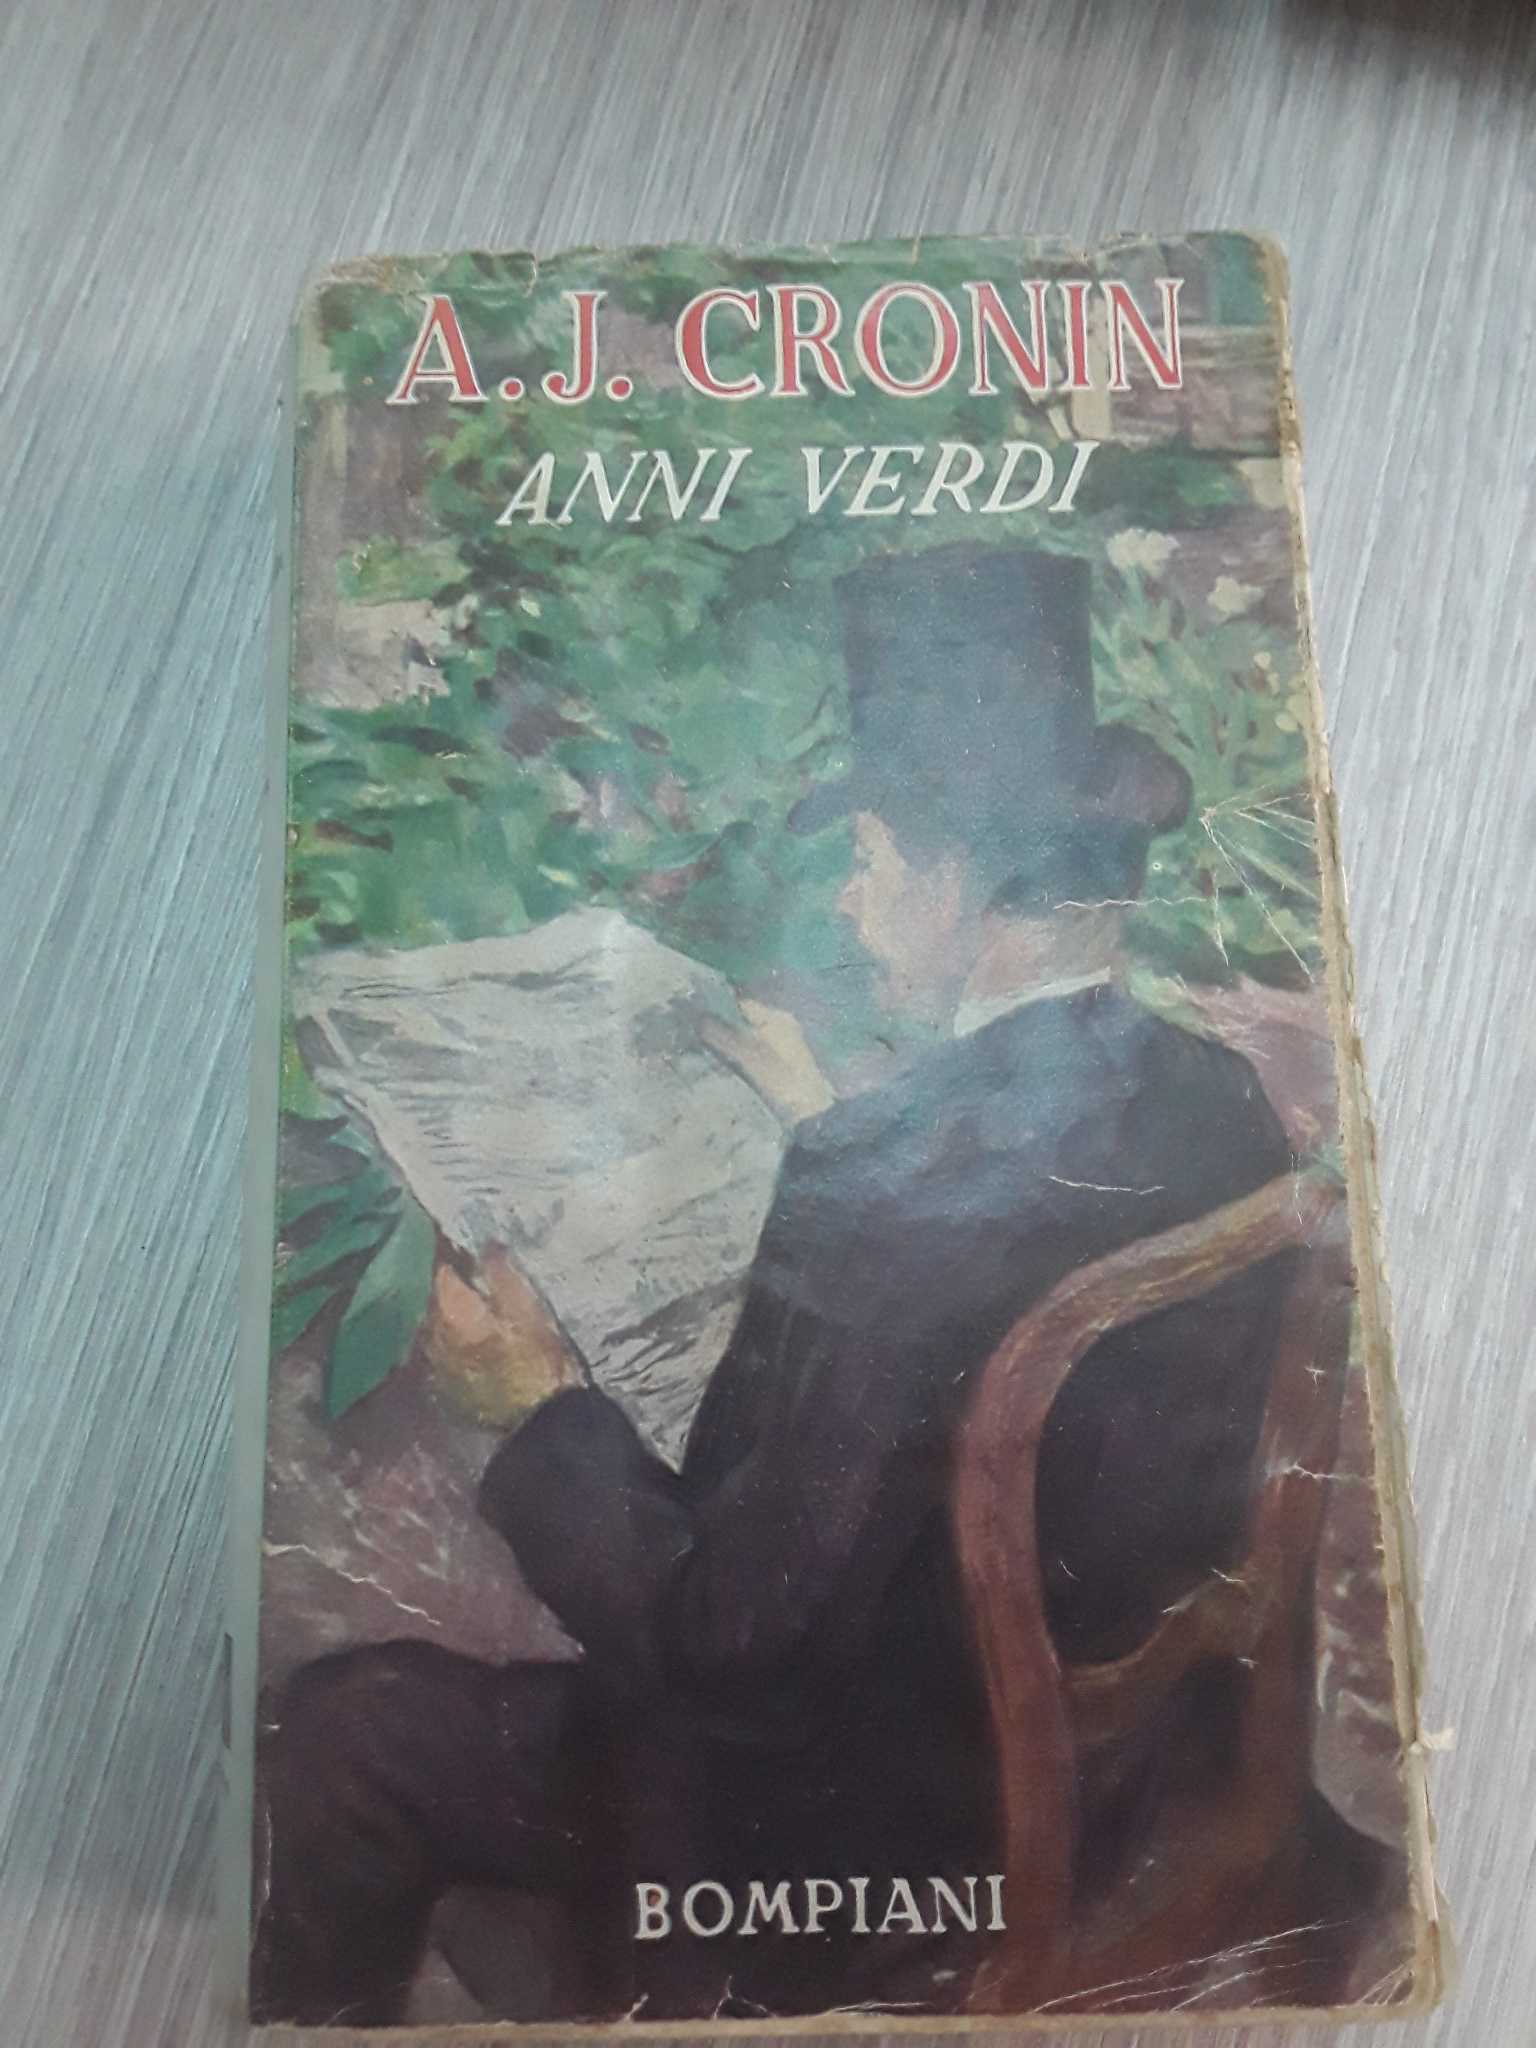 A. J. CRONIN
ANNI VERDI
BOMPIANI